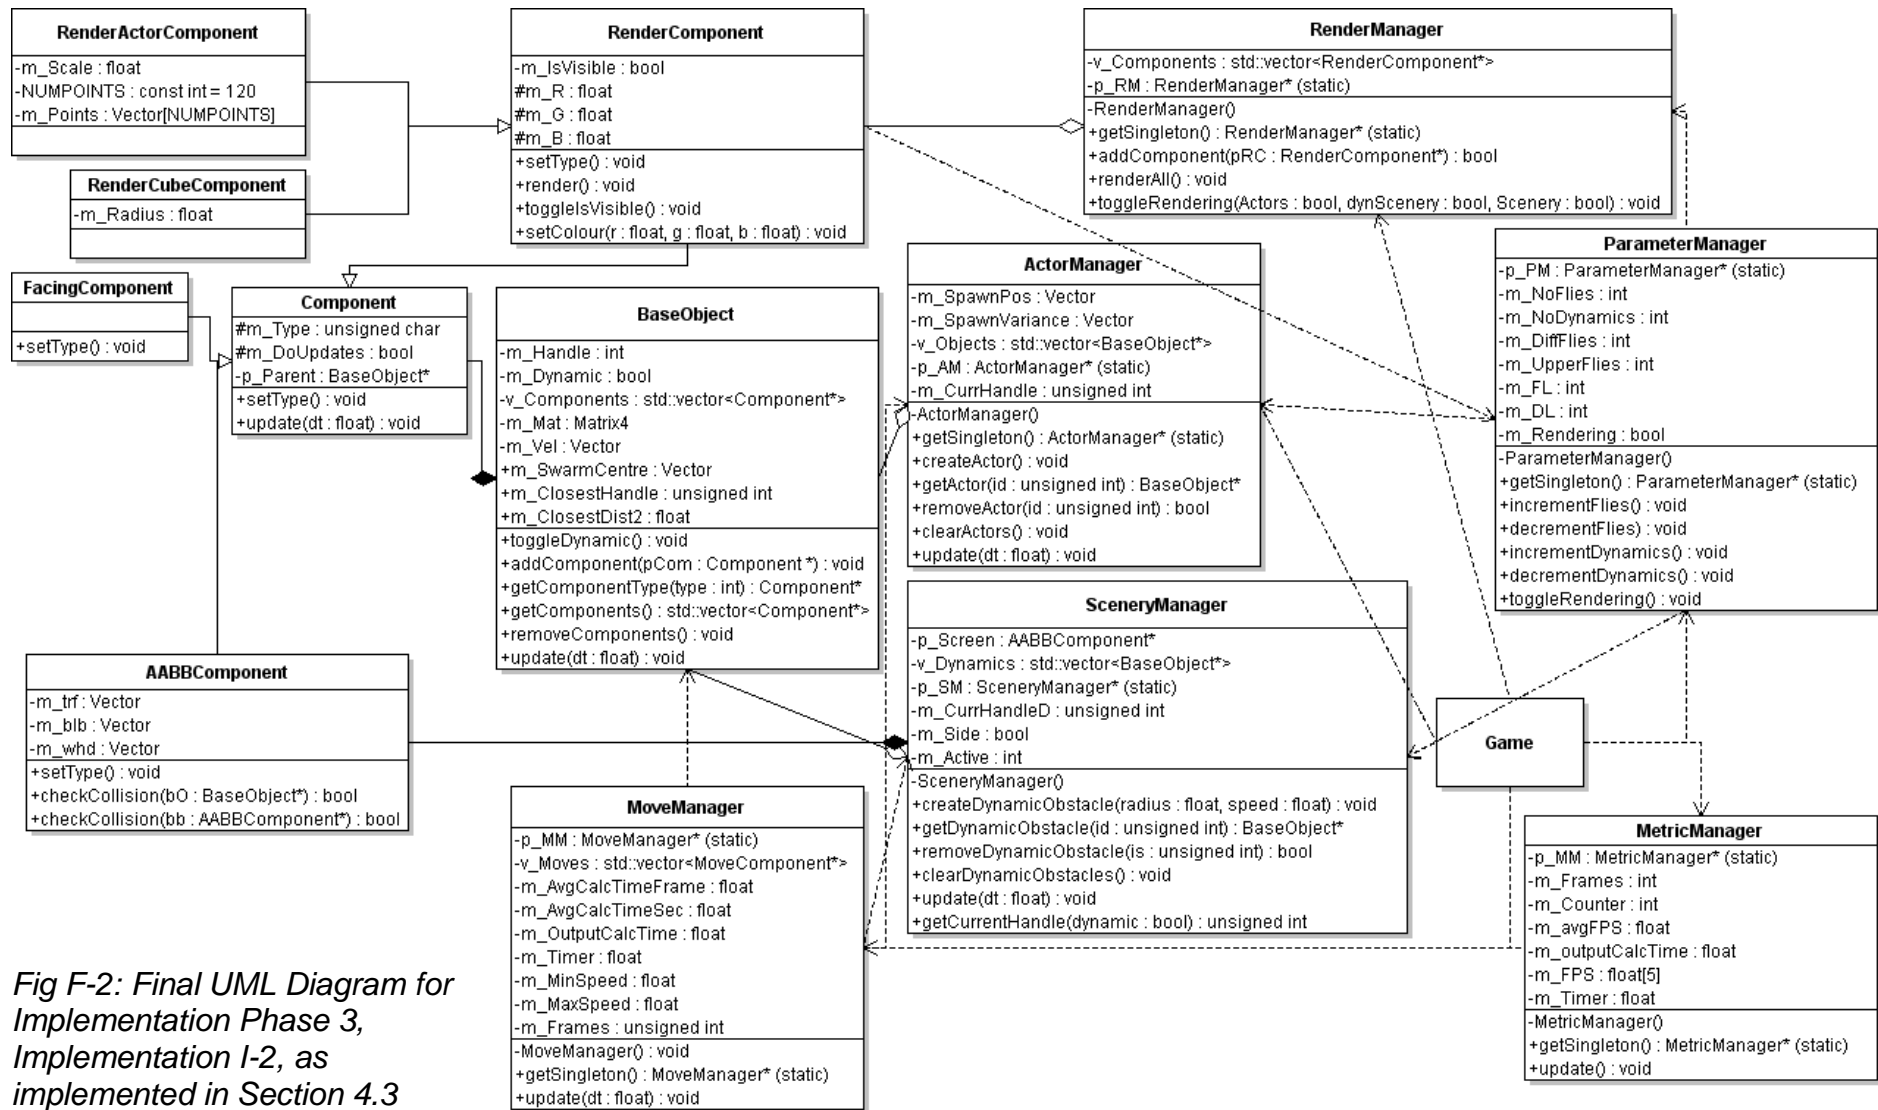 RenderActorComponent
-m_Scale : float
-NUMPOINTS : const int = 120
-m_Points : Vector[NUMPOINTS]
RenderCubeComponent
-m_Radius : float
FacingComponent
+setType() : void
RenderComponent
-m_IsVisible : bool
#m_R : float
#m_G : float
#m_B : float
+setType() : void
+render() : void
+toggleIsVisible() : void
+setColour(r : float, g : float, b : float) : void
RenderManager
-v_Components : std::vector<RenderComponent*>
-p_RM : RenderManager* (static)
-RenderManager()
+getSingleton() : RenderManager* (static)
+addComponent(pRC : RenderComponent*) : bool
+renderAll() : void
+toggleRendering(Actors : bool, dynScenery : bool, Scenery : bool) : void
Component
#m_Type : unsigned char
#m_DoUpdates : bool
-p_Parent : BaseObject*
+setType() : void
+update(dt : float) : void
BaseObject
-m_Handle : int
-m_Dynamic : bool
-v_Components : std::vector<Component*>
-m_Mat : Matrix4
-m_Vel : Vector
+m_SwarmCentre : Vector
+m_ClosestHandle : unsigned int
+m_ClosestDist2 : float
+toggleDynamic() : void
+addComponent(pCom : Component *) : void
+getComponentType(type : int) : Component*
+getComponents() : std::vector<Component*>
+removeComponents() : void
+update(dt : float) : void
ActorManager
-m_SpawnPos : Vector
-m_SpawnVariance : Vector
-v_Objects : std::vector<BaseObject*>
-p_AM : ActorManager* (static)
-m_CurrHandle : unsigned int
-ActorManager()
+getSingleton() : ActorManager* (static)
+createActor() : void
+getActor(id : unsigned int) : BaseObject*
+removeActor(id : unsigned int) : bool
+clearActors() : void
+update(dt : float) : void
ParameterManager
-p_PM : ParameterManager* (static)
-m_NoFlies : int
-m_NoDynamics : int
-m_DiffFlies : int
-m_UpperFlies : int
-m_FL : int
-m_DL : int
-m_Rendering : bool
-ParameterManager()
+getSingleton() : ParameterManager* (static)
+incrementFlies() : void
+decrementFlies) : void
+incrementDynamics() : void
+decrementDynamics() : void
+toggleRendering() : void
AABBComponent
-m_trf : Vector
-m_blb : Vector
-m_whd : Vector
+setType() : void
+checkCollision(bO : BaseObject*) : bool
+checkCollision(bb : AABBComponent*) : bool
SceneryManager
-p_Screen : AABBComponent*
-v_Dynamics : std::vector<BaseObject*>
-p_SM : SceneryManager* (static)
-m_CurrHandleD : unsigned int
-m_Side : bool
-m_Active : int
-SceneryManager()
+createDynamicObstacle(radius : float, speed : float) : void
+getDynamicObstacle(id : unsigned int) : BaseObject*
+removeDynamicObstacle(is : unsigned int) : bool
+clearDynamicObstacles() : void
+update(dt : float) : void
+getCurrentHandle(dynamic : bool) : unsigned int
Game
MoveManager
-p_MM : MoveManager* (static)
-v_Moves : std::vector<MoveComponent*>
-m_AvgCalcTimeFrame : float
-m_AvgCalcTimeSec : float
-m_OutputCalcTime : float
-m_Timer : float
-m_MinSpeed : float
-m_MaxSpeed : float
-m_Frames : unsigned int
-MoveManager() : void
+getSingleton() : MoveManager* (static)
+update(dt : float) : void
MetricManager
-p_MM : MetricManager* (static)
-m_Frames : int
-m_Counter : int
-m_avgFPS : float
-m_outputCalcTime : float
-m_FPS : float[5]
-m_Timer : float
-MetricManager()
+getSingleton() : MetricManager* (static)
+update() : void
Fig F-2: Final UML Diagram for
Implementation Phase 3,
Implementation I-2, as
implemented in Section 4.3